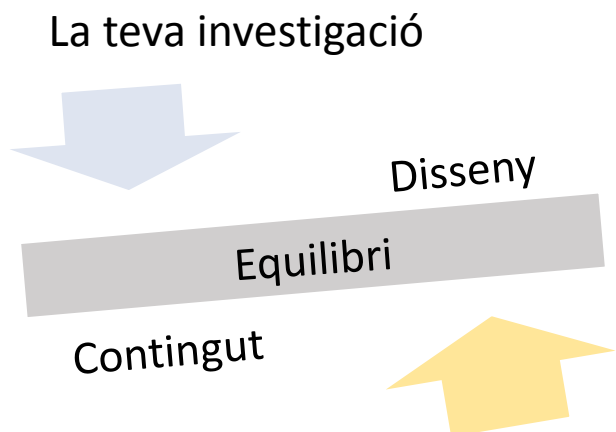 La teva investigació
Disseny
Equilibri
Contingut